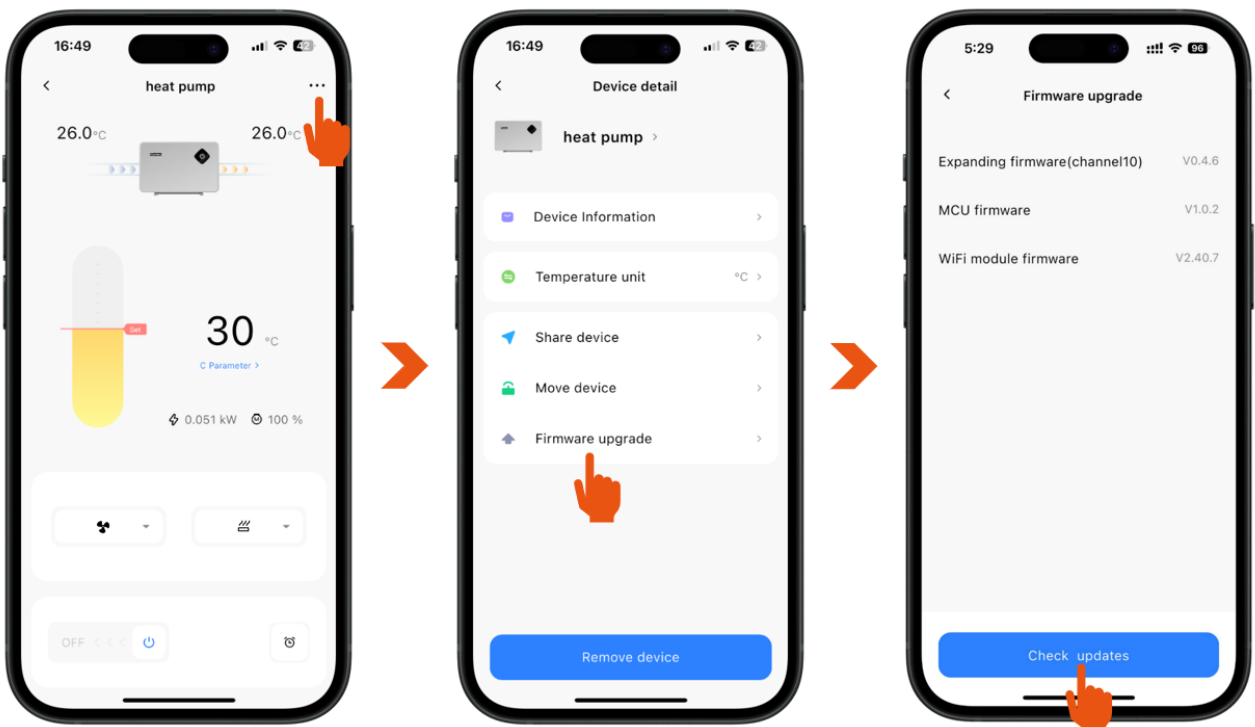 16:49
42
heat pump
26.0°C
26.0°C
Set
30 °C
C Parameter >
0.051 kW
100 %
OFF
16:49
42
Device detail
heat pump
Device Information
Temperature unit
°C
Share device
Move device
Firmware upgrade
Remove device
5:29
96
Firmware upgrade
Expanding firmware(channel10) V0.4.6
MCU firmware V1.0.2
WiFi module firmware V2.40.7
Check updates